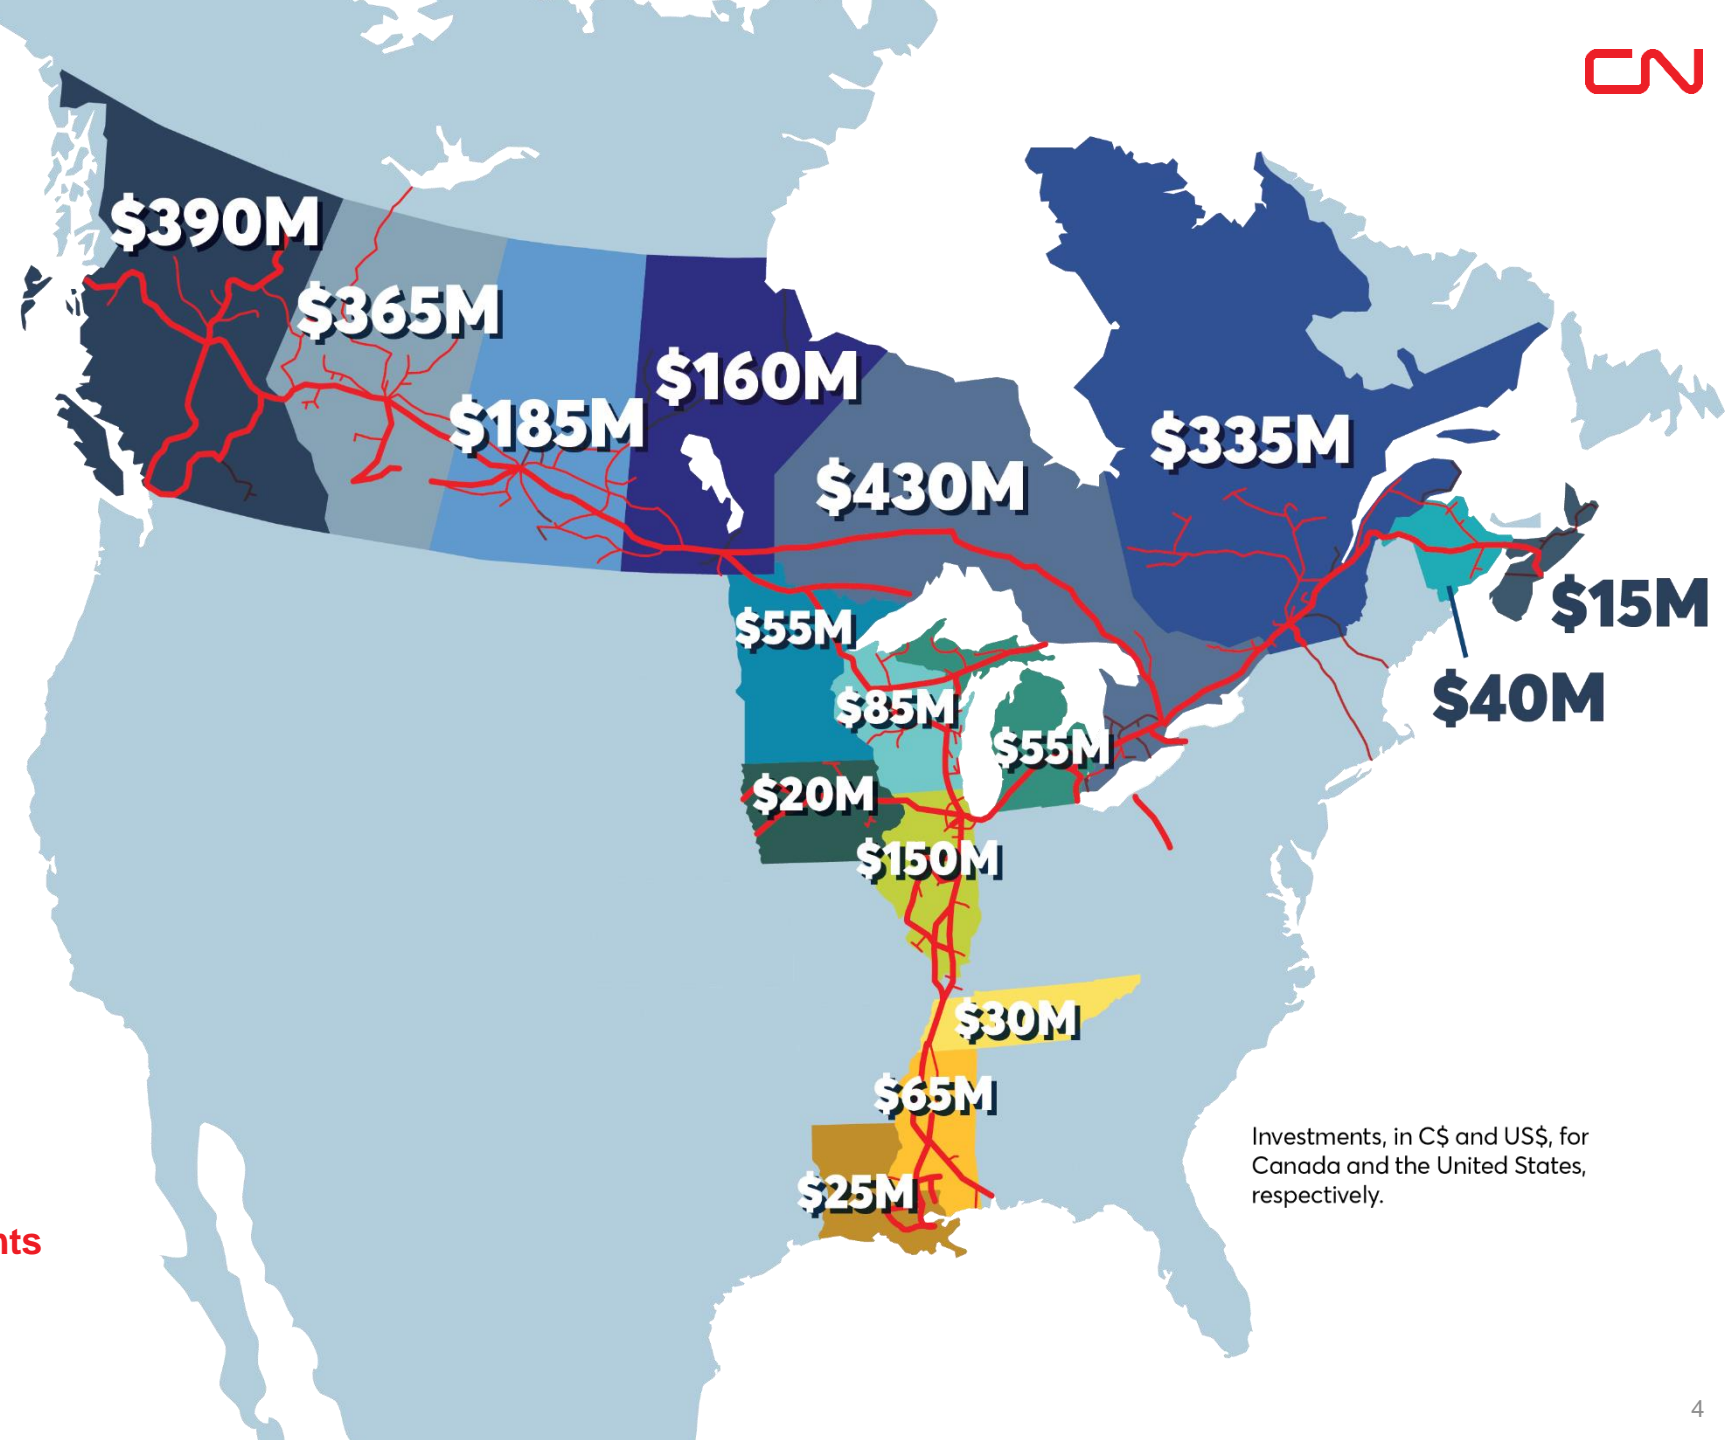 CN
$390M
$365M
$185M
$160M
$430M
$335M
$15M
$40M
$55M
$85M
$55M
$20M
$150M
$30M
$65M
$25M
Investments, in C$ and US$, for
Canada and the United States,
respectively.
nts
4